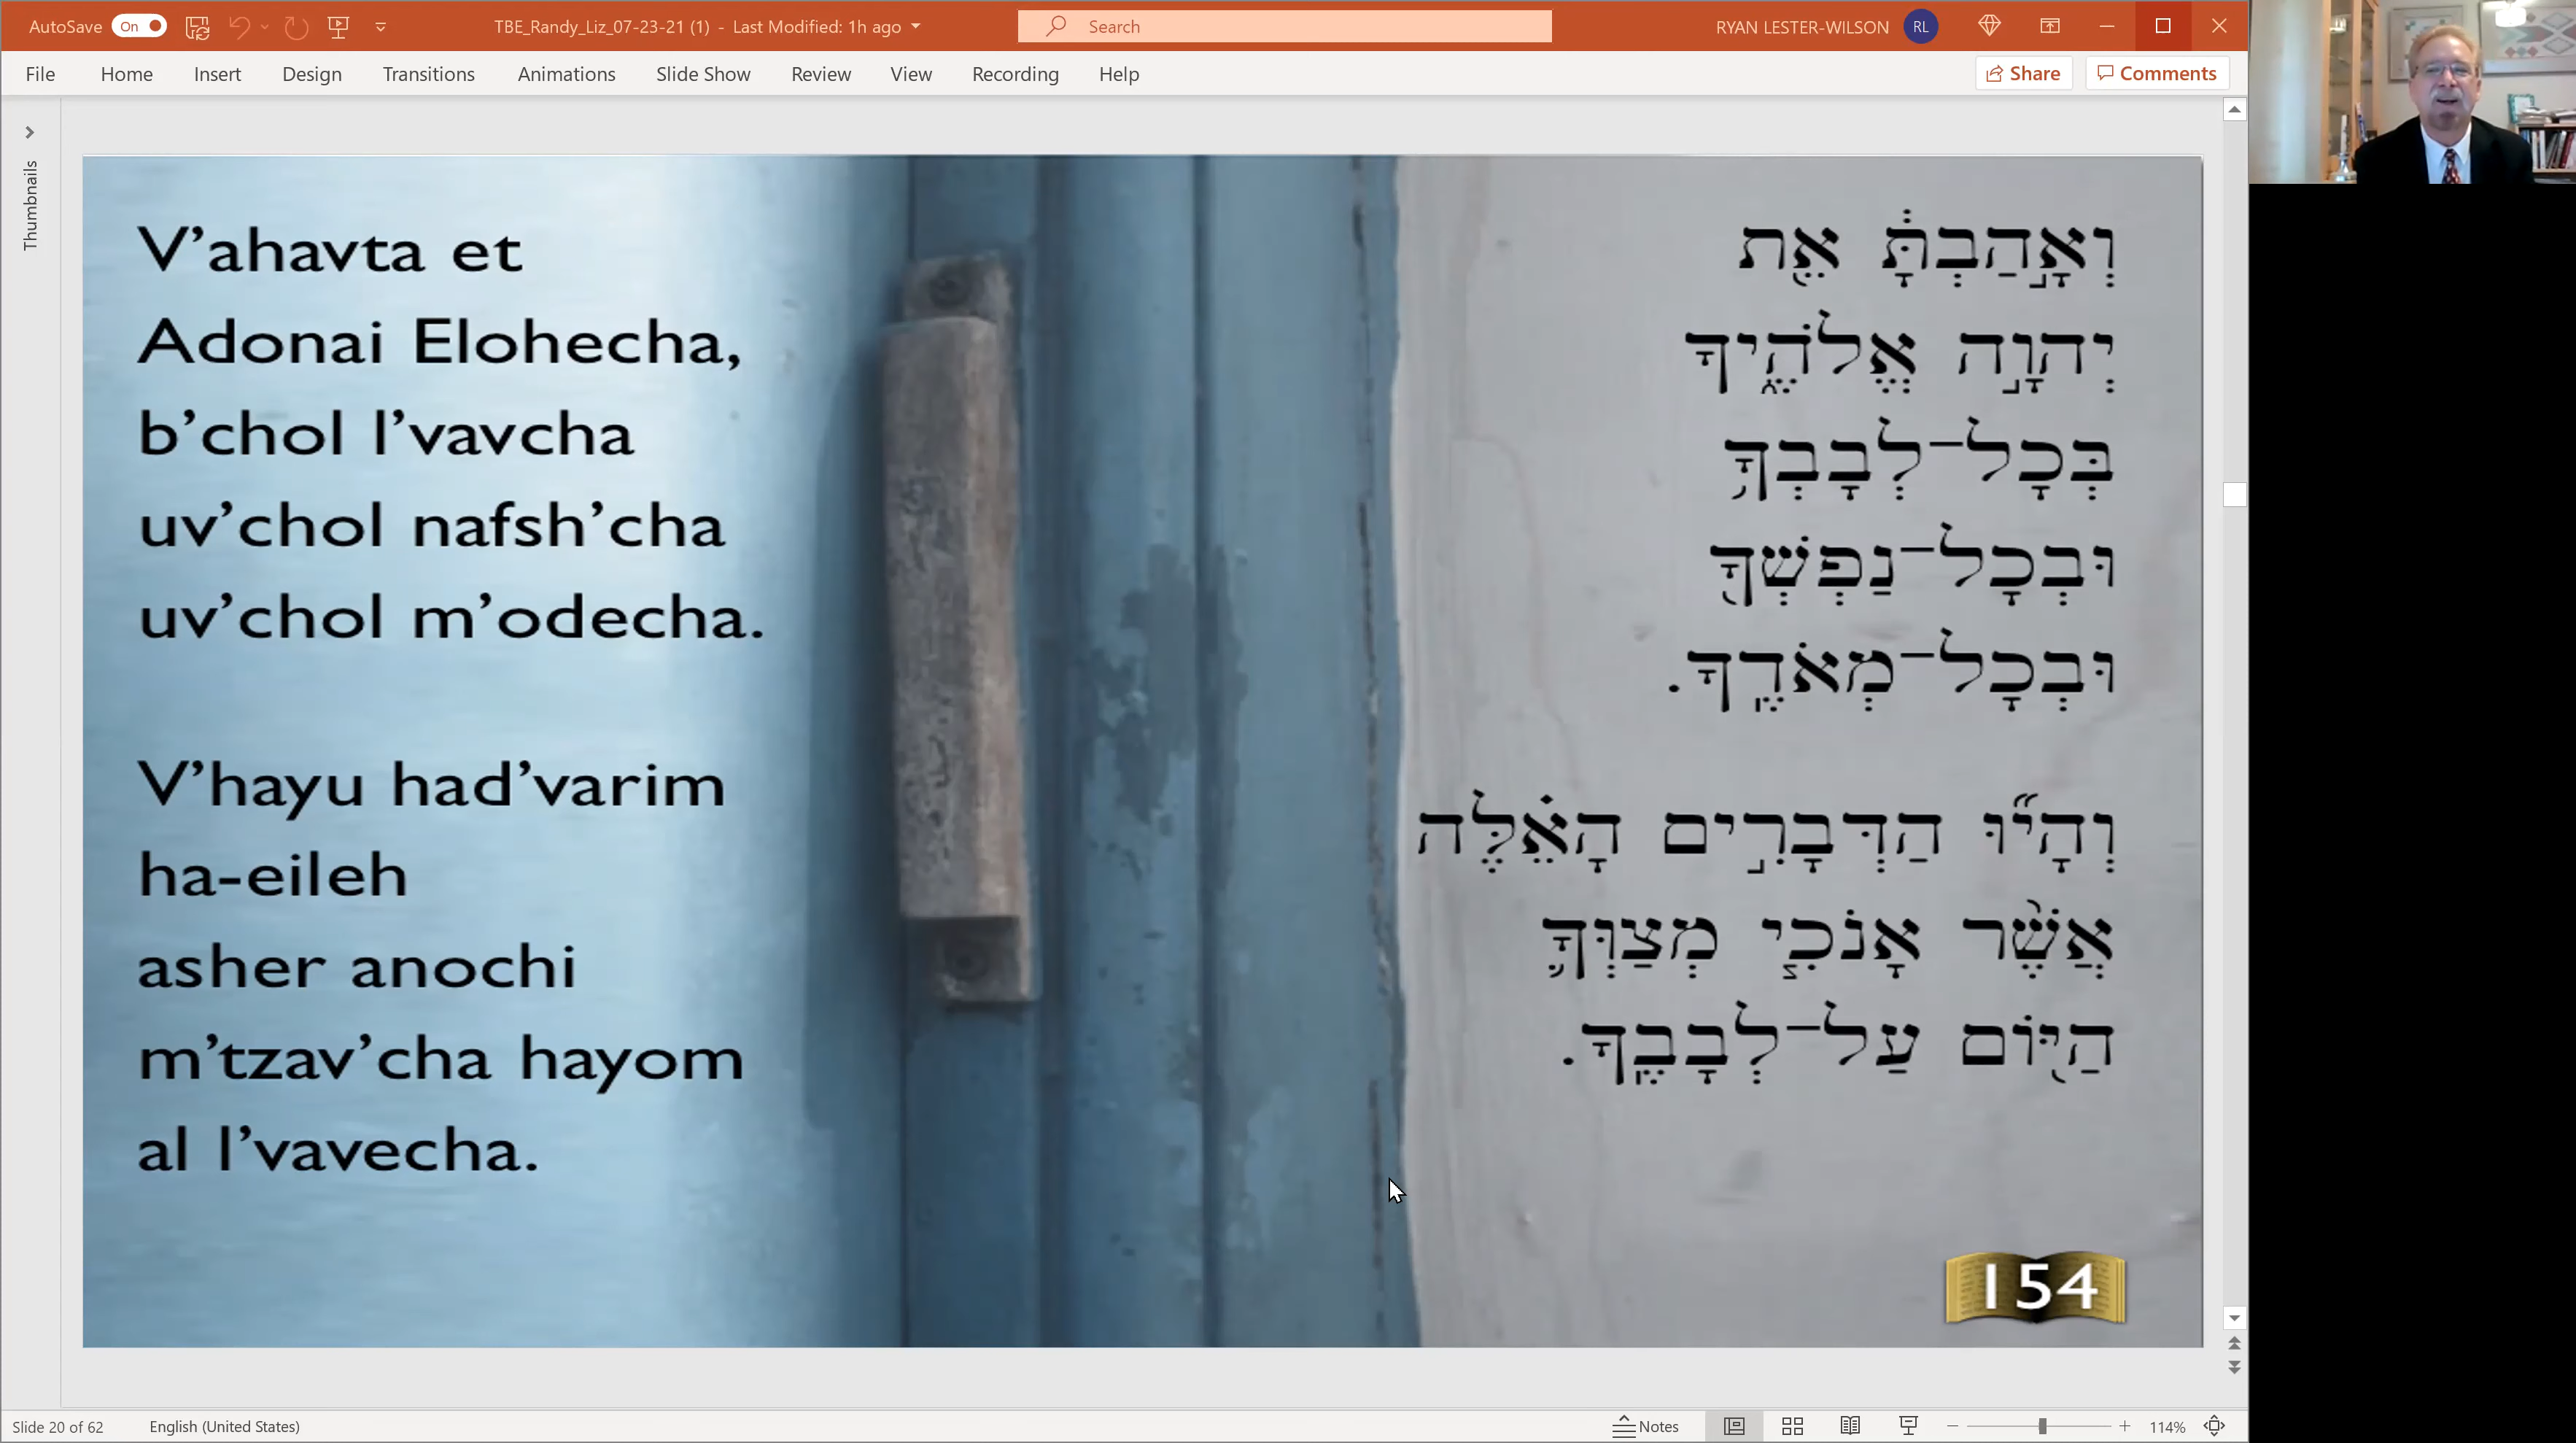 AutoSave On
TBE_Randy_Liz_07-23-21 (1) - Last Modified: 1h ago
Search
RYAN LESTER-WILSON RL
File Home Insert Design Transitions Animations Slide Show Review View Recording Help
Share Comments
Thumbnails
V’ahavta et
Adonai Elohecha,
b’chol l’vavcha
uv’chol nafsh’cha
uv’chol m’odecha.
V’hayu had’varim
ha-eileh
asher anochi
m’tzav’cha hayom
al l’vavecha.
וְאָ֣הַבְתָּ֔ אֵ֖ת
יְהוָ֣ה אֱלֹהֶ֑יךָ
בְּכָל־לְבָבְךָ֥
וּבְכָל־נַפְשְׁךָ֖
וּבְכָל־מְאֹדֶֽךָ.
וְהָי֞וּ הַדְּבָרִ֣ים הָאֵ֗לֶּה
אֲשֶׁ֨ר אָנֹכִ֧י מְצַוְּךָ֥
הַיּ֖וֹם עַל־לְבָבֶֽךָ.
154
Slide 20 of 62 English (United States)
Notes
114%